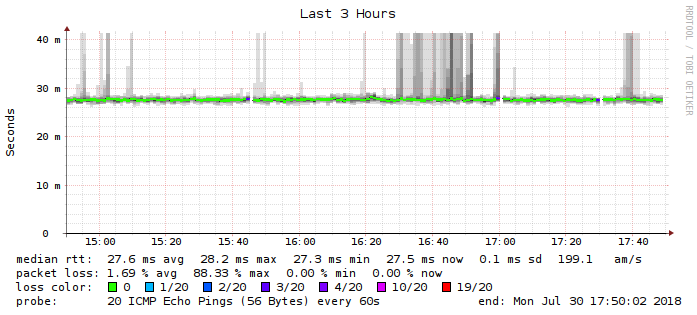 Last 3 Hours
RRDTOOL / TOBI OETIKER
Seconds
40 m
30 m
20 m
10 m
0
15:00 15:20 15:40 16:00 16:20 16:40 17:00 17:20 17:40
median rtt: 27.6 ms avg 28.2 ms max 27.3 ms min 27.5 ms now 0.1 ms sd 199.1 am/s
packet loss: 1.69 % avg 88.33 % max 0.00 % min 0.00 % now
loss color: 0 1/20 2/20 3/20 4/20 10/20 19/20
probe: 20 ICMP Echo Pings (56 Bytes) every 60s end: Mon Jul 30 17:50:02 2018